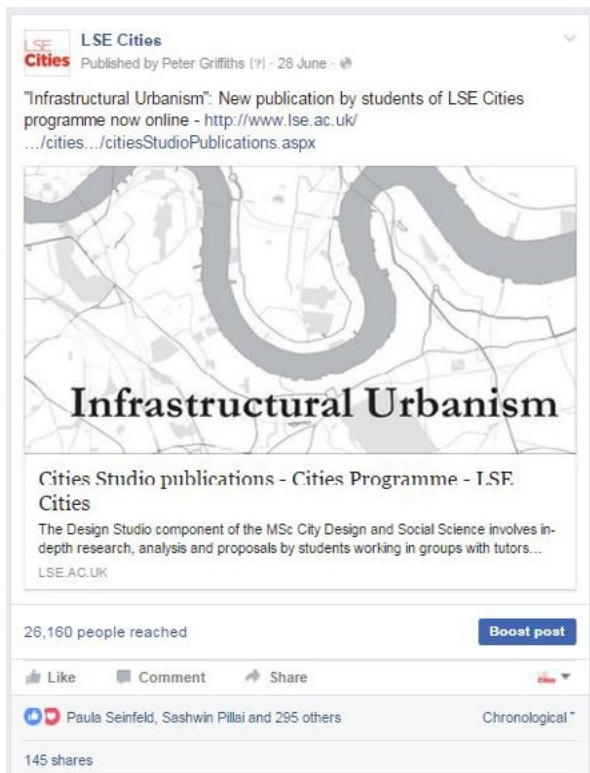 LSE
Cities
LSE Cities
Published by Peter Griffiths [?] · 28 June ·
"Infrastructural Urbanism": New publication by students of LSE Cities
programme now online - http://www.lse.ac.uk/
…/cities…/citiesStudioPublications.aspx
Infrastructural Urbanism
Cities Studio publications - Cities Programme - LSE
Cities
The Design Studio component of the MSc City Design and Social Science involves in-
depth research, analysis and proposals by students working in groups with tutors...
LSE.AC.UK
26,160 people reached
Boost post
Like Comment Share
Paula Seinfeld, Sashwin Pillai and 295 others Chronological
145 shares